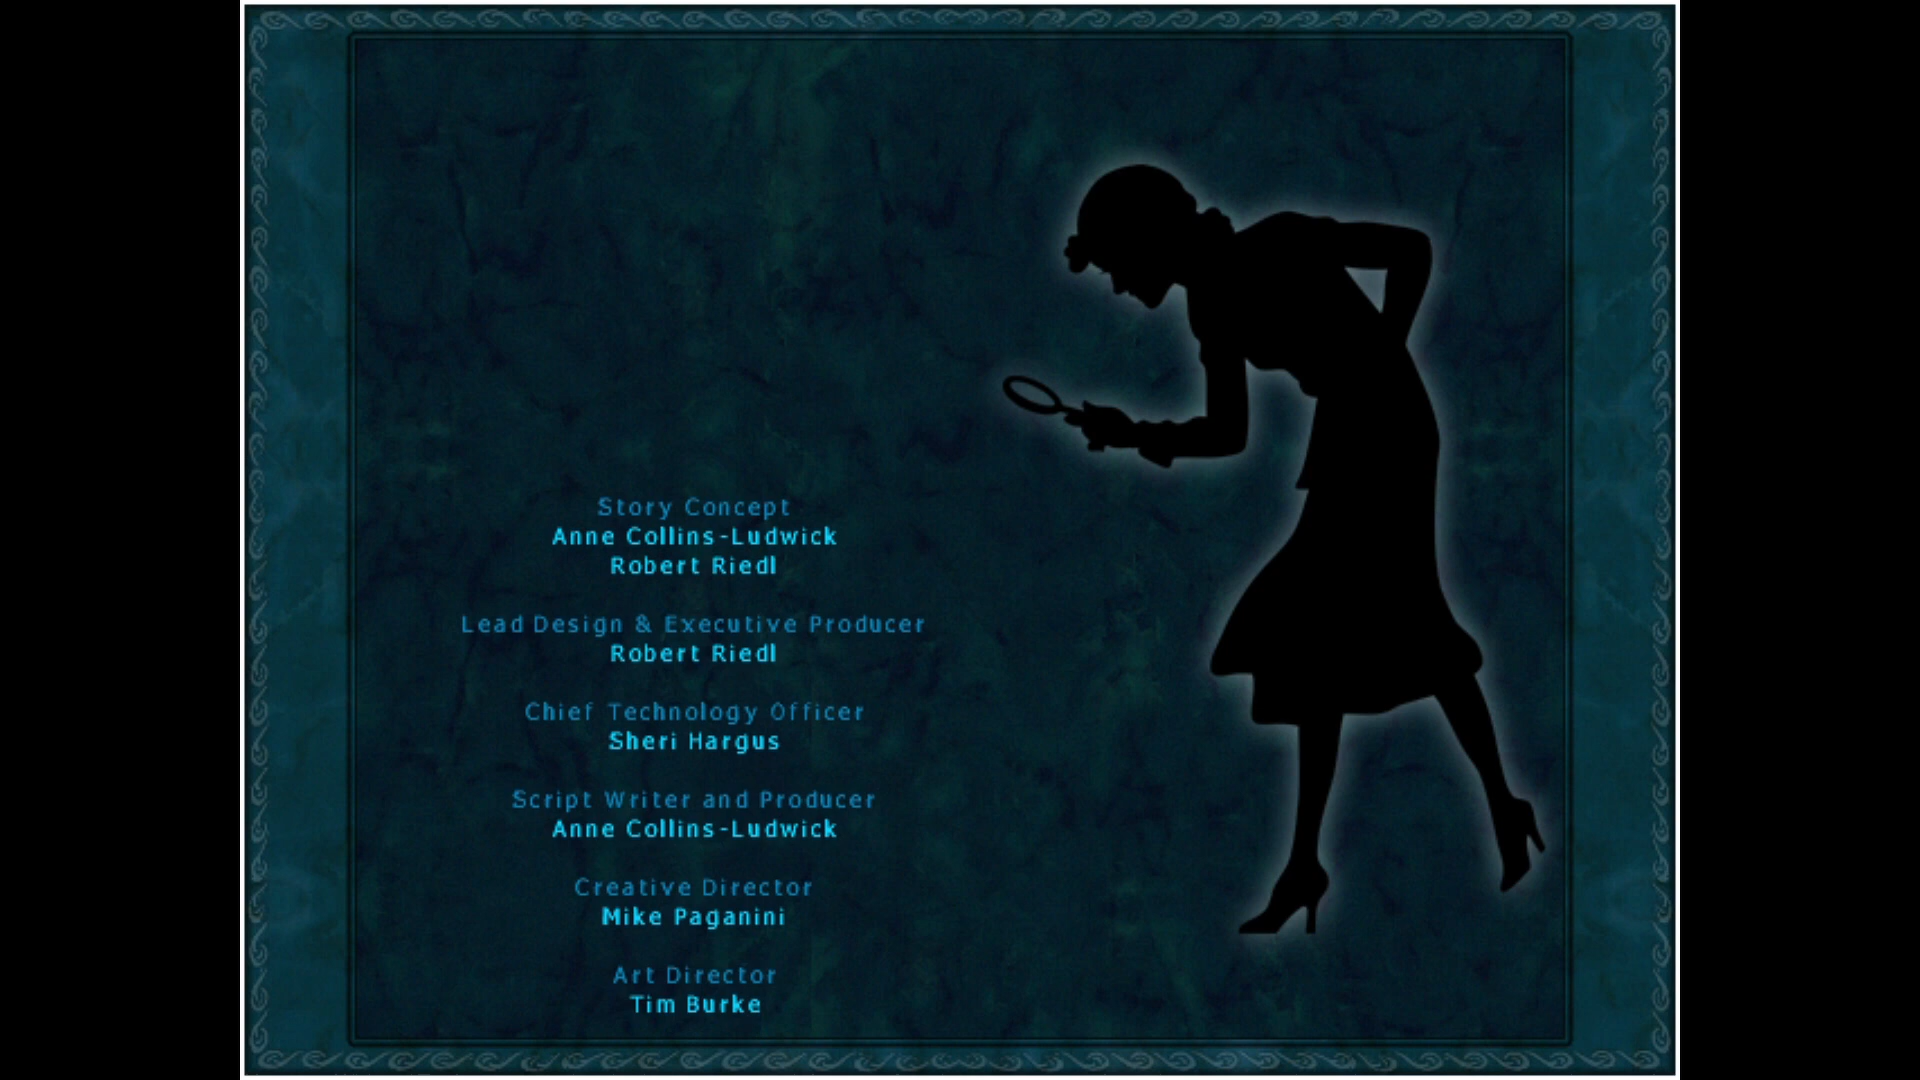 Story Concept
Anne Collins-Ludwick
Robert Riedl
Lead Design & Executive Producer
Robert Riedl
Chief Technology Officer
Sheri Hargus
Script Writer and Producer
Anne Collins-Ludwick
Creative Director
Mike Paganini
Art Director
Tim Burke